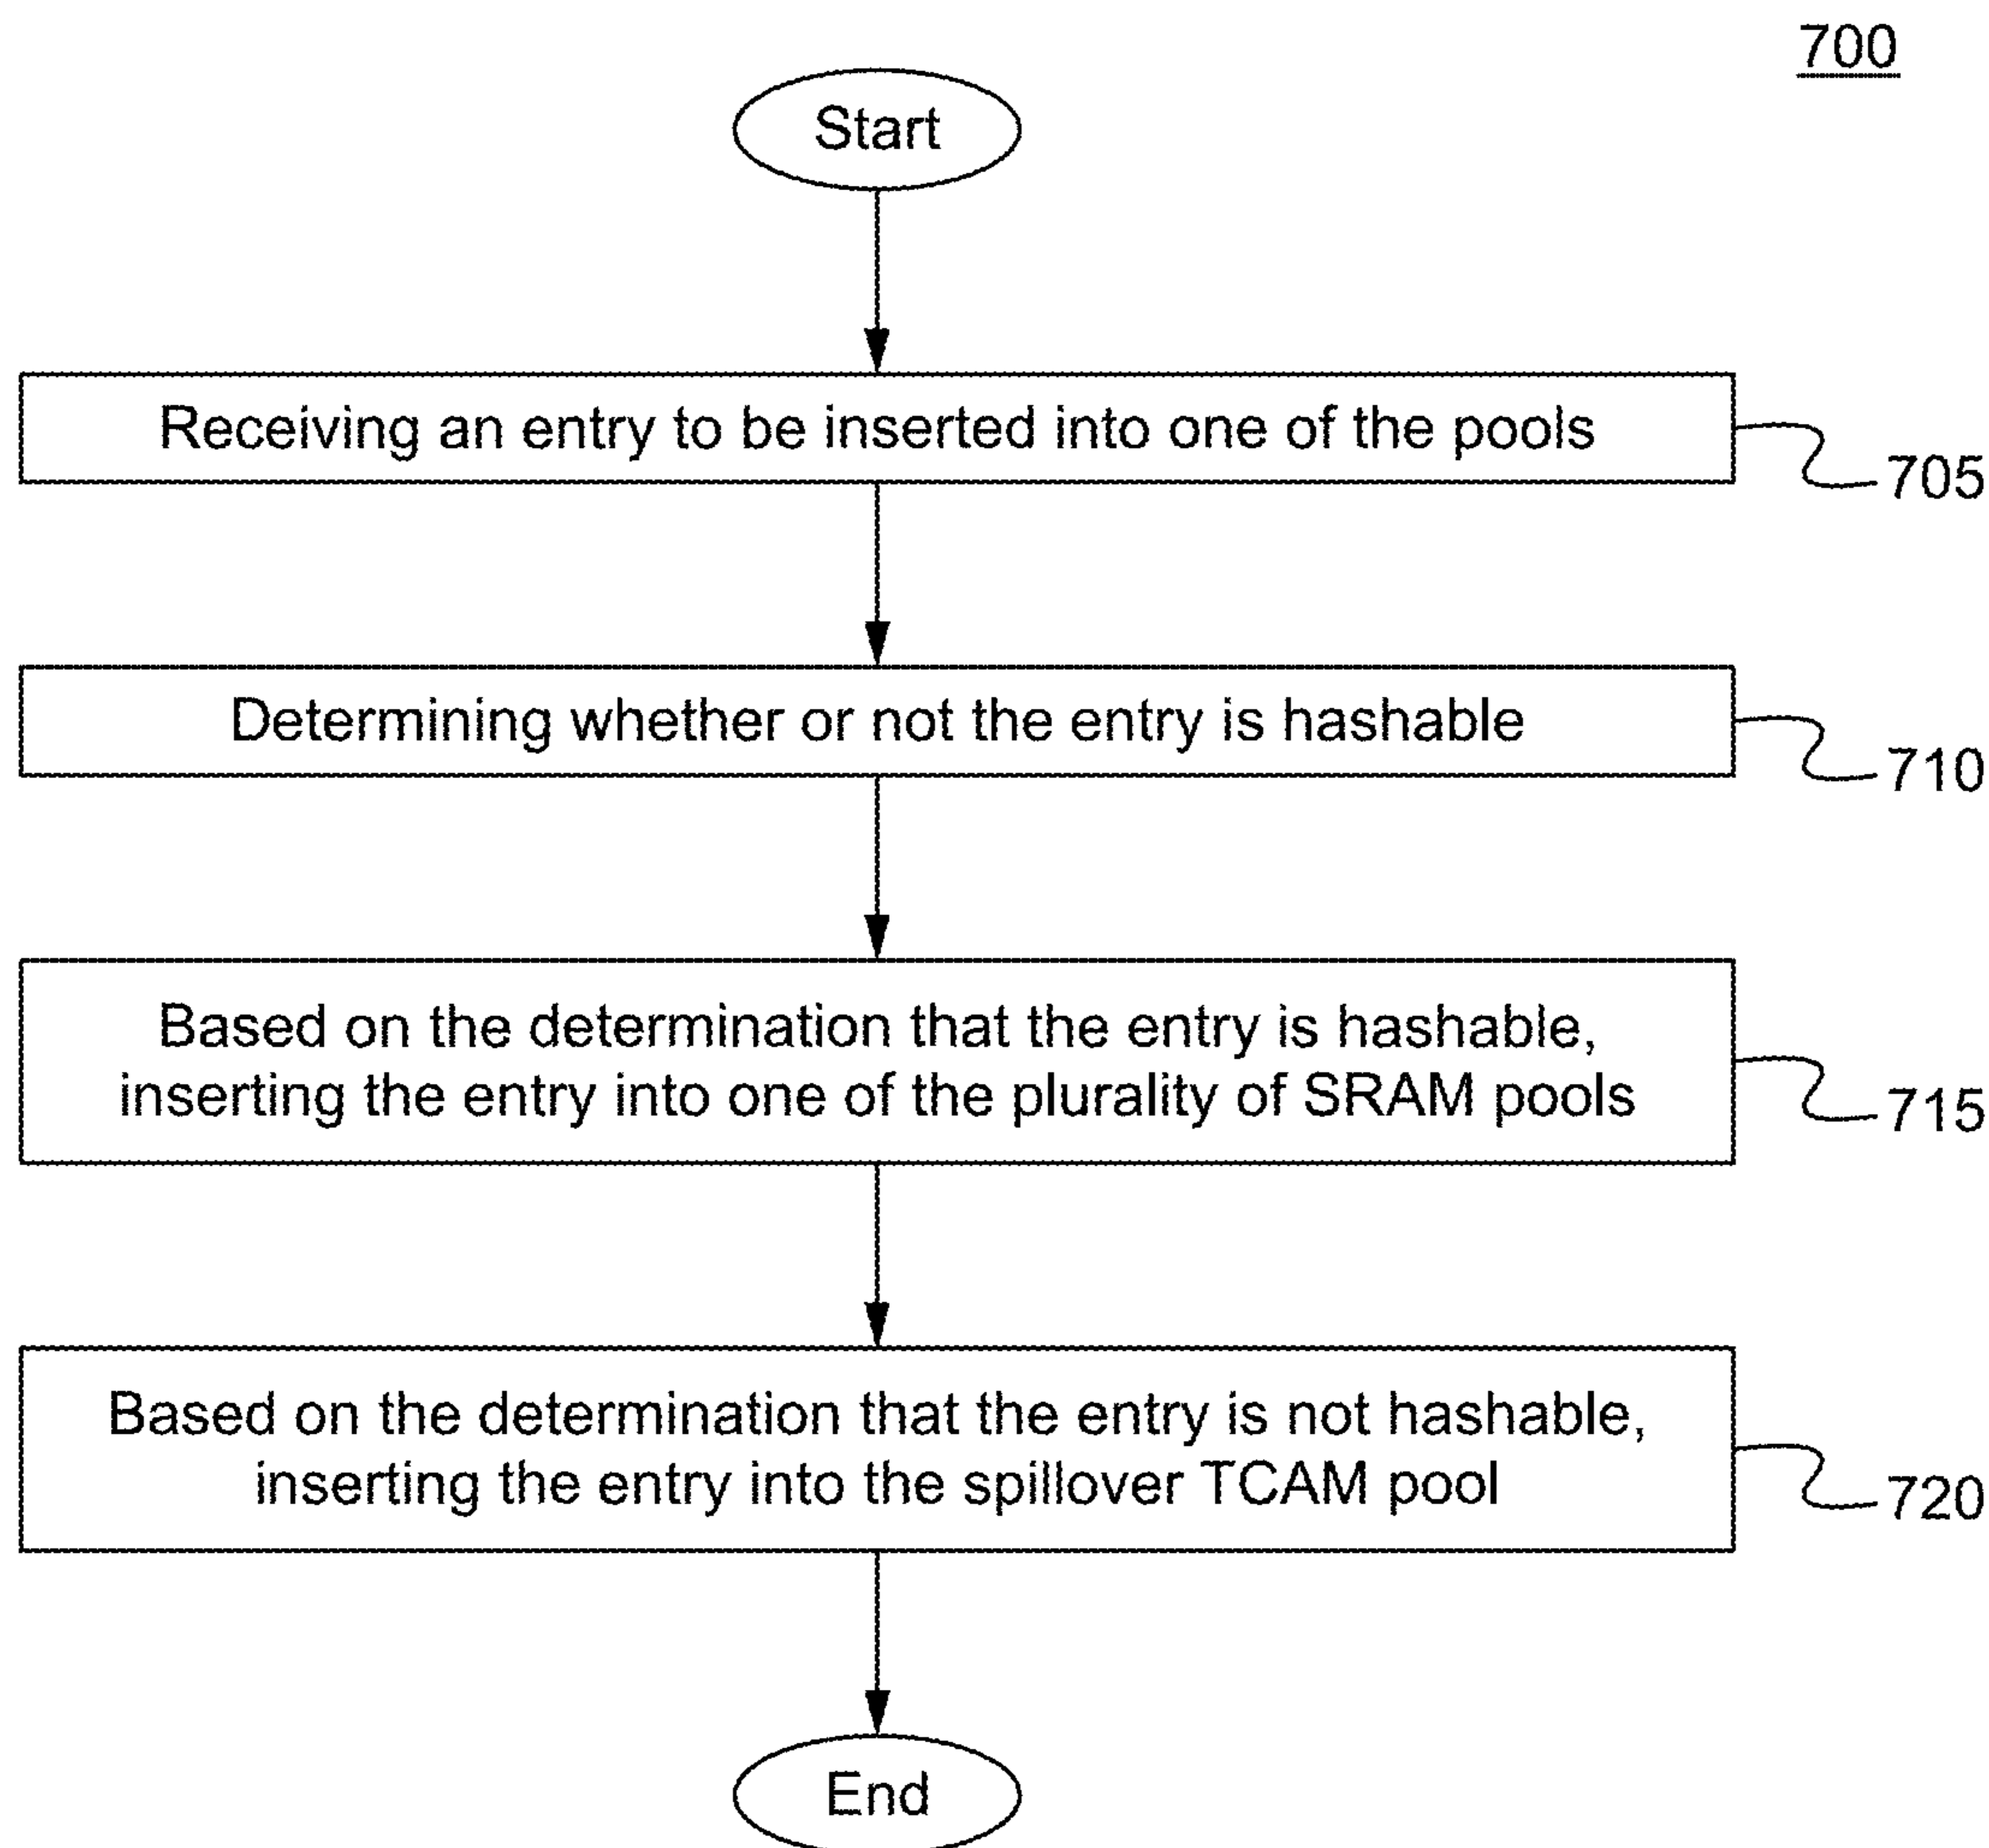 700
Start
Receiving an entry to be inserted into one of the pools
705
Determining whether or not the entry is hashable
710
Based on the determination that the entry is hashable,
inserting the entry into one of the plurality of SRAM pools
715
Based on the determination that the entry is not hashable,
inserting the entry into the spillover TCAM pool
720
End